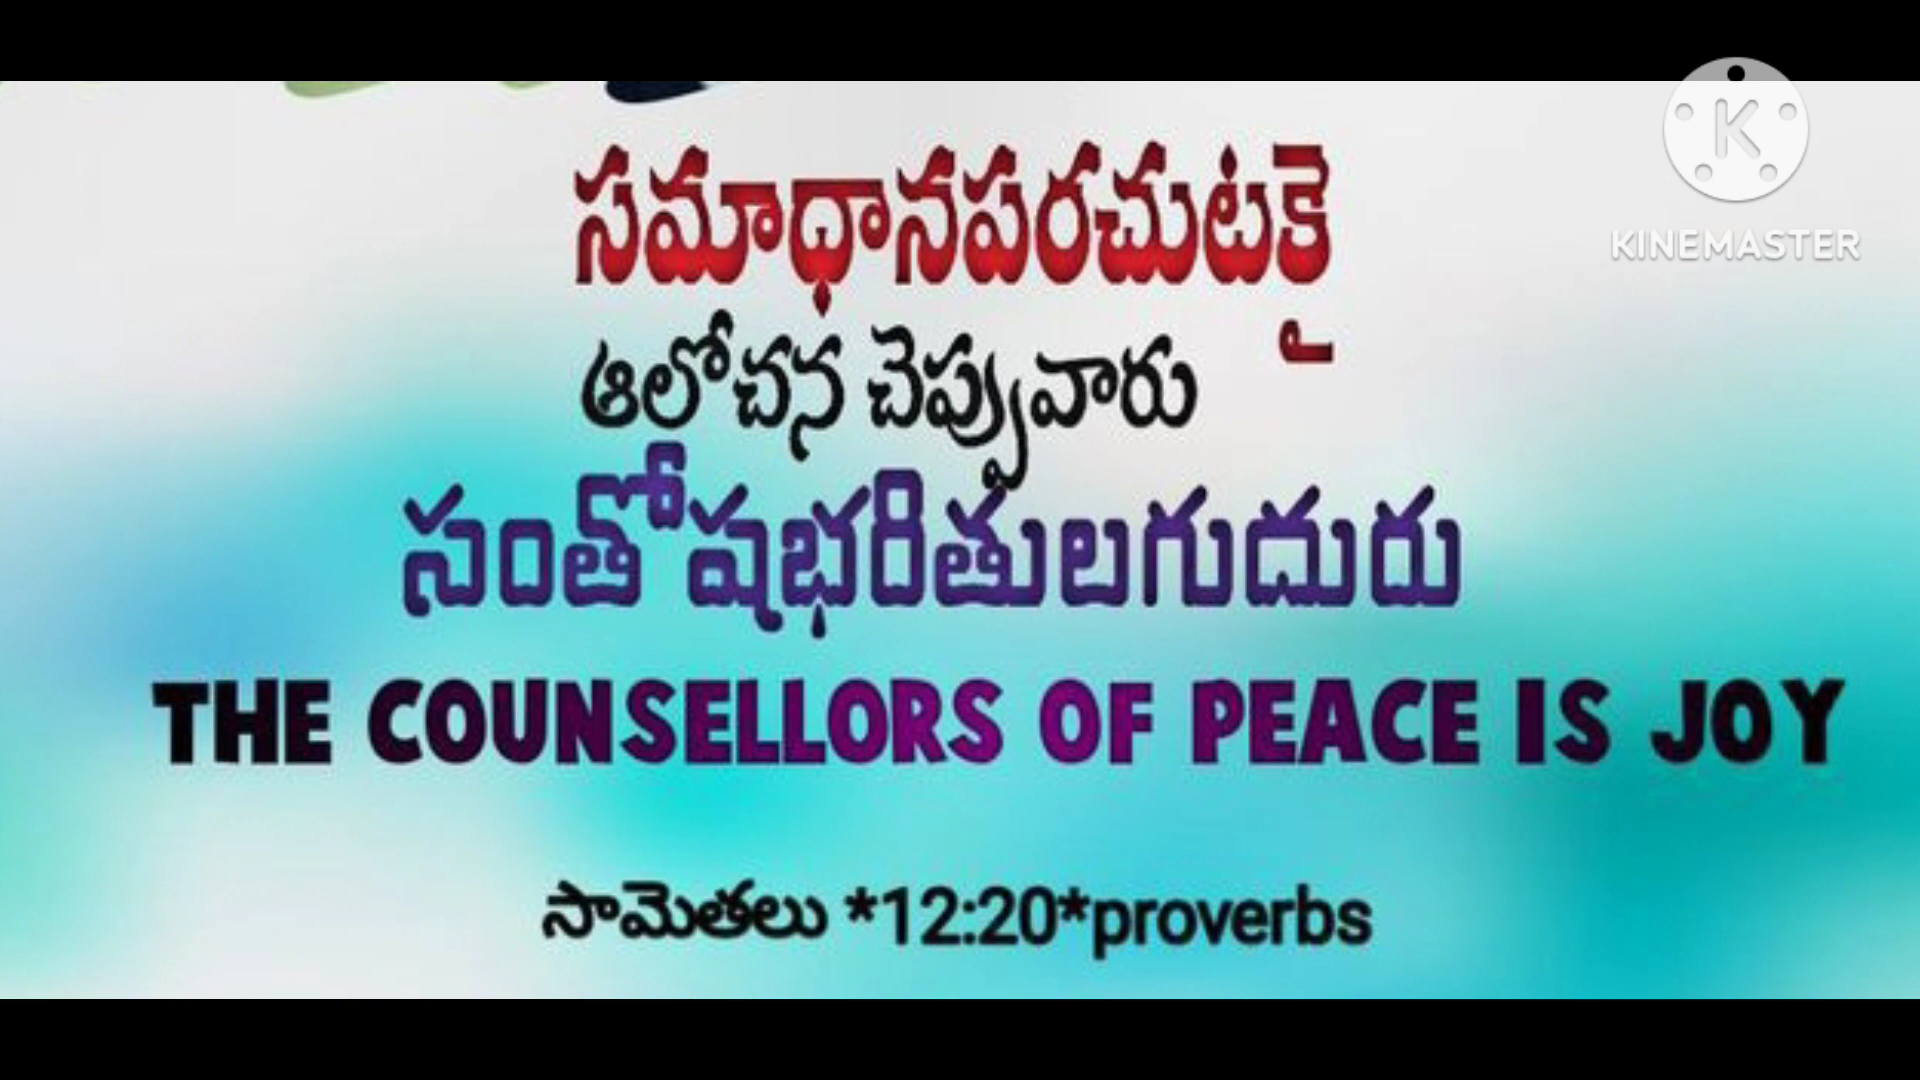 సమాధానపరచుటకై
ఆలోచన చెప్పువారు
సంతోషభరితులగుదురు
THE COUNSELLORS OF PEACE IS JOY
సామెతలు *12:20*proverbs
K
KINEMASTER